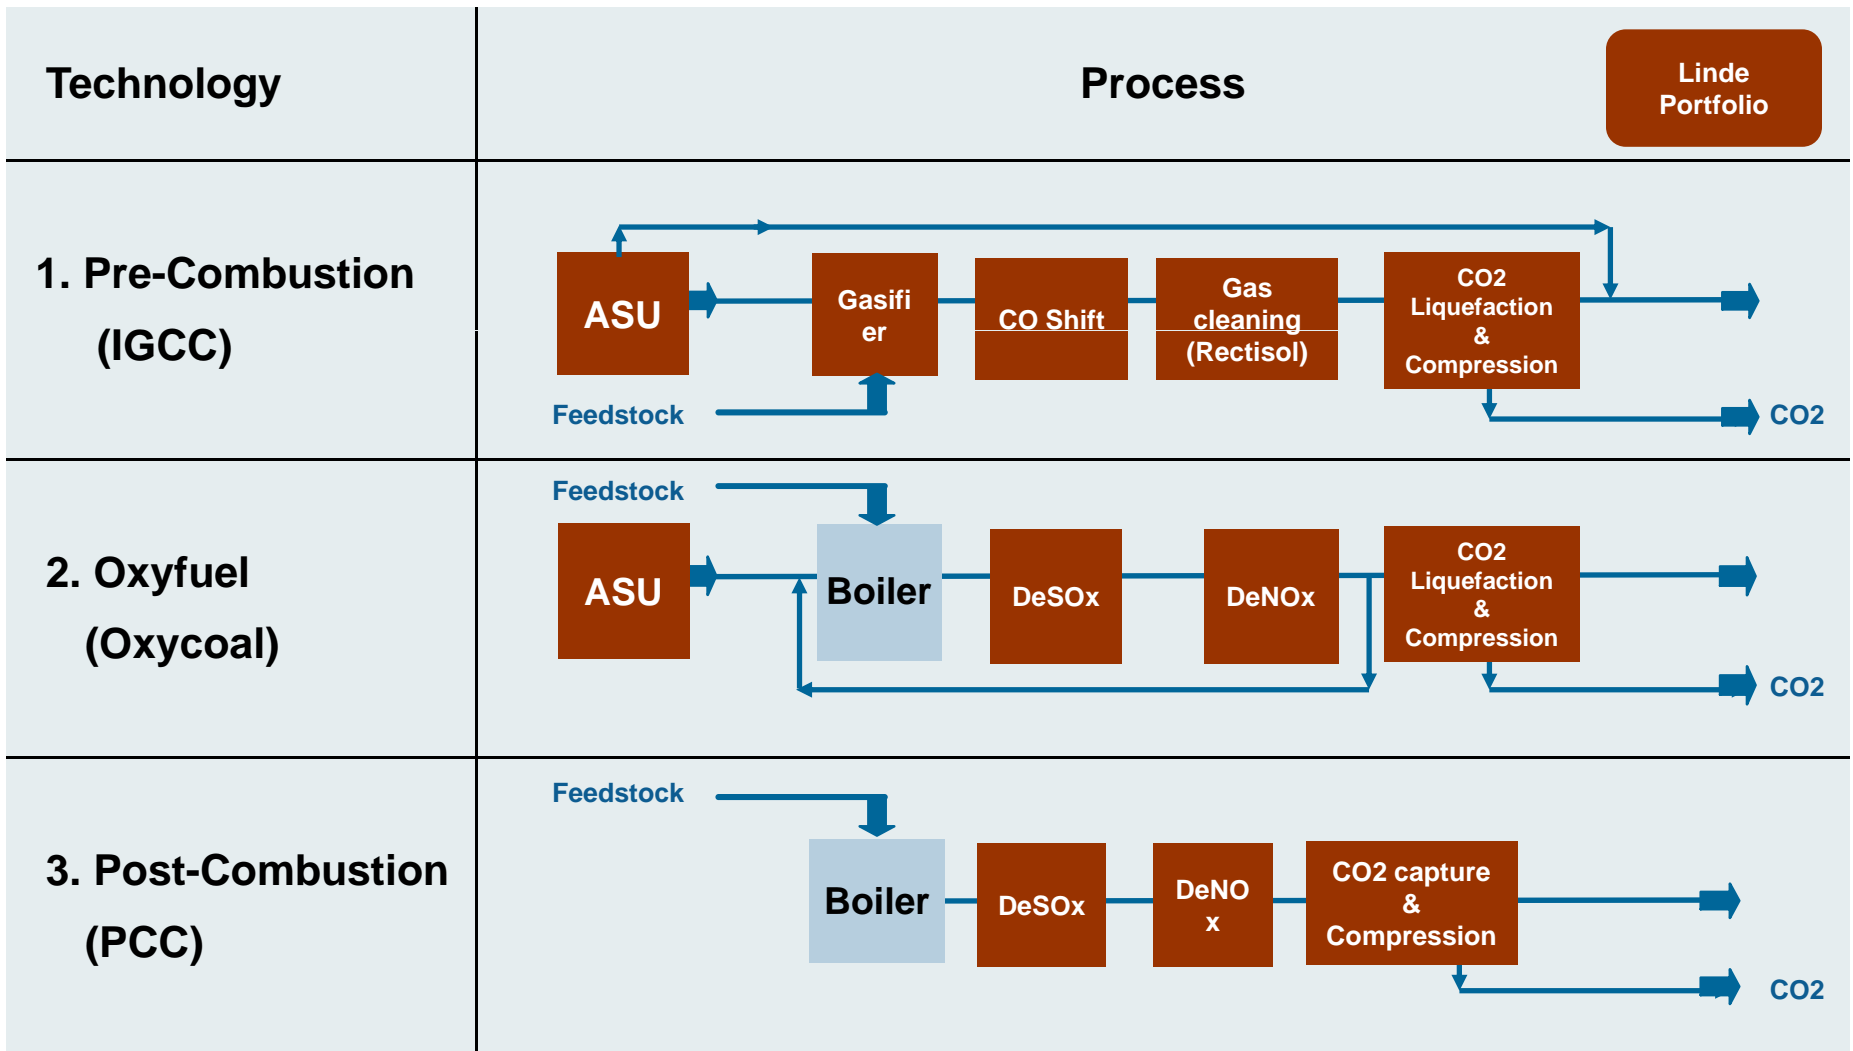 Technology
Process
Linde
Portfolio
1. Pre-Combustion
(IGCC)
ASU
Gasifi
er
CO Shift
Gas
cleaning
(Rectisol)
CO2
Liquefaction
&
Compression
Feedstock
CO2
2. Oxyfuel
(Oxycoal)
Feedstock
ASU
Boiler
DeSOx
DeNOx
CO2
Liquefaction
&
Compression
CO2
3. Post-Combustion
(PCC)
Feedstock
Boiler
DeSOx
DeNO
x
CO2 capture
&
Compression
CO2